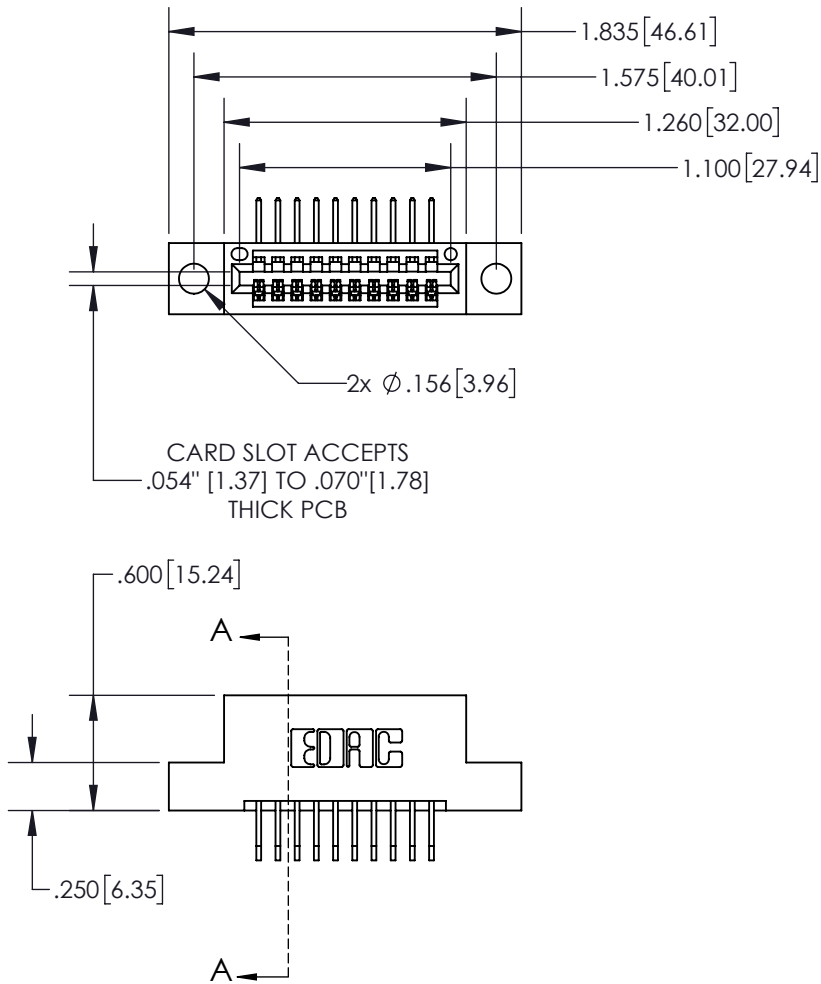 1.835[46.61]
1.575[40.01]
1.260[32.00]
1.100[27.94]
2x ∅.156[3.96]
CARD SLOT ACCEPTS
.054" [1.37] TO .070"[1.78]
THICK PCB
.600[15.24]
A
EDAC
.250[6.35]
A